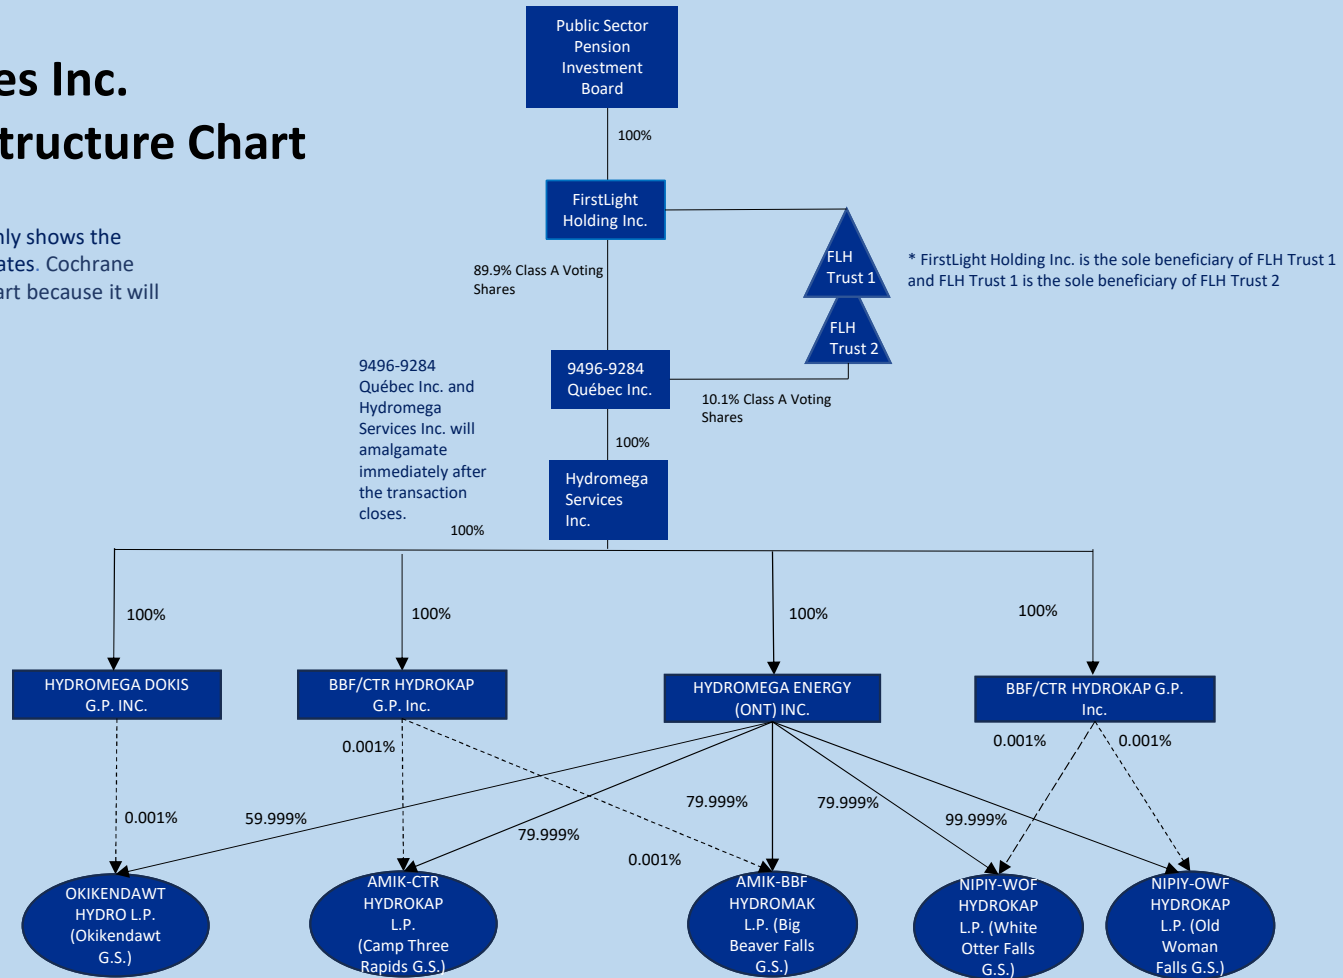 Public Sector
Pension
Investment
Board
es Inc.
tructure Chart
100%
FirstLight
Holding Inc.
nly shows the
ates. Cochrane
art because it will
89.9% Class A Voting
Shares
FLH
Trust 1
* FirstLight Holding Inc. is the sole beneficiary of FLH Trust 1
and FLH Trust 1 is the sole beneficiary of FLH Trust 2
FLH
Trust 2
9496-9284
Québec Inc. and
Hydromega
Services Inc. will
amalgamate
immediately after
the transaction
closes.
9496-9284
Québec Inc.
10.1% Class A Voting
Shares
100%
Hydromega
Services
Inc.
100%
100%
100%
100%
100%
HYDROMEGA DOKIS
G.P. INC.
BBF/CTR HYDROKAP
G.P. Inc.
HYDROMEGA ENERGY
(ONT) INC.
BBF/CTR HYDROKAP G.P.
Inc.
0.001%
0.001%
0.001%
0.001%
59.999%
79.999%
0.001%
79.999%
79.999%
99.999%
OKIKENDAWT
HYDRO L.P.
(Okikendawt
G.S.)
AMIK-CTR
HYDROKAP
L.P.
(Camp Three
Rapids G.S.)
AMIK-BBF
HYDROMAK
L.P. (Big
Beaver Falls
G.S.)
NIPIY-WOF
HYDROKAP
L.P. (White
Otter Falls
G.S.)
NIPIY-OWF
HYDROKAP
L.P. (Old
Woman
Falls G.S.)